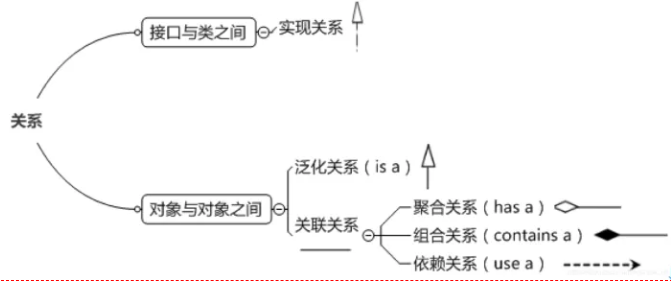 接口与类之间
实现关系
关系
泛化关系（is a）
对象与对象之间
关联关系
聚合关系（has a）
组合关系（contains a）
依赖关系（use a）